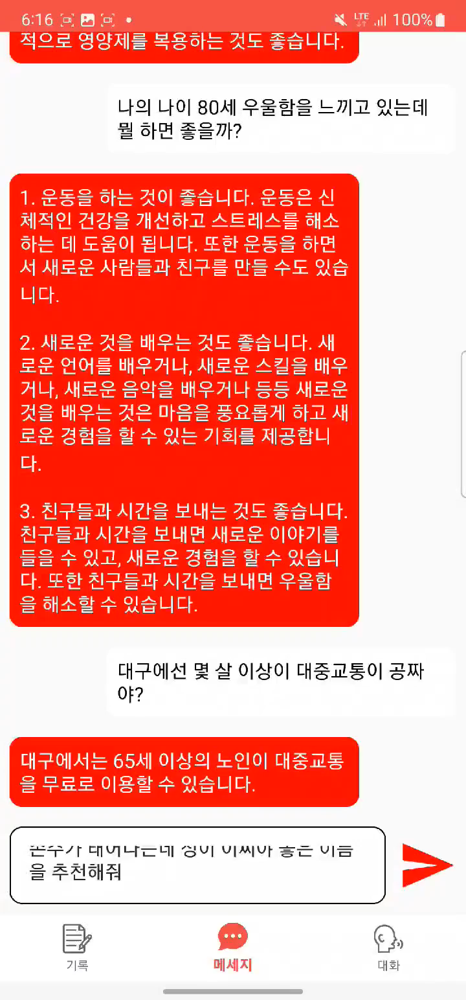 6:16
LTE
100%
적으로 영양제를 복용하는 것도 좋습니다.
나의 나이 80세 우울함을 느끼고 있는데
뭘 하면 좋을까?
1. 운동을 하는 것이 좋습니다. 운동은 신
체적인 건강을 개선하고 스트레스를 해소
하는 데 도움이 됩니다. 또한 운동을 하면
서 새로운 사람들과 친구를 만들 수도 있습
니다.
2. 새로운 것을 배우는 것도 좋습니다. 새
로운 언어를 배우거나, 새로운 스킬을 배우
거나, 새로운 음악을 배우거나 등등 새로운
것을 배우는 것은 마음을 풍요롭게 하고 새
로운 경험을 할 수 있는 기회를 제공합니
다.
3. 친구들과 시간을 보내는 것도 좋습니다.
친구들과 시간을 보내면 새로운 이야기를
들을 수 있고, 새로운 경험을 할 수 있습니
다. 또한 친구들과 시간을 보내면 우울함
을 해소할 수 있습니다.
대구에선 몇 살 이상이 대중교통이 공짜
야?
대구에서는 65세 이상의 노인이 대중교통
을 무료로 이용할 수 있습니다.
손주가 태어나는데 성이 이씨야 좋은 이름
을 추천해줘
기록
메세지
대화